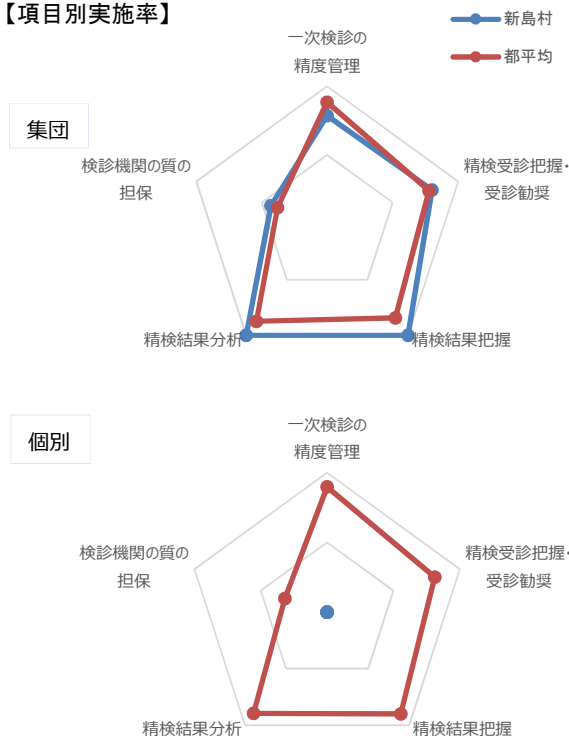 【項目別実施率】
新島村
都平均
集団
一次検診の
精度管理
精検受診把握・
受診勧奨
精検結果把握
精検結果分析
検診機関の質の
担保
個別
一次検診の
精度管理
精検受診把握・
受診勧奨
精検結果把握
精検結果分析
検診機関の質の
担保